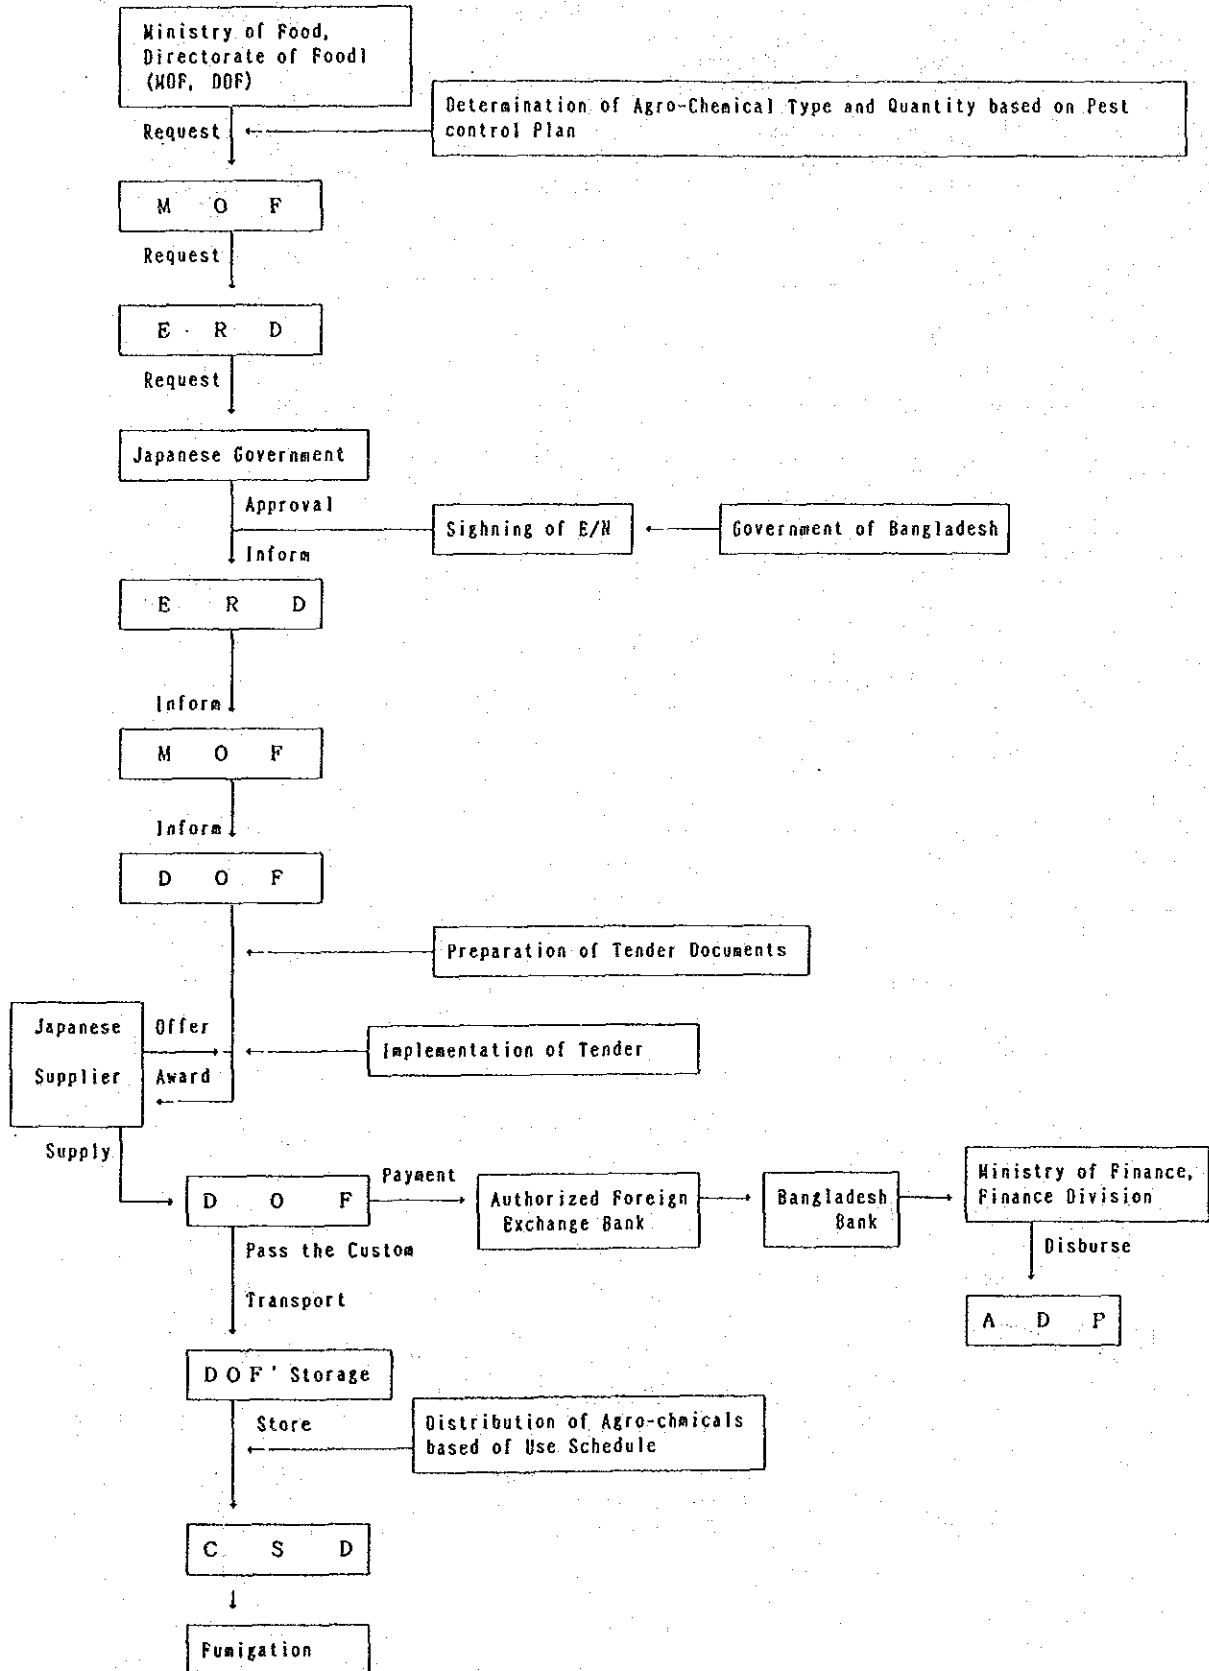 Ministry of Food,
Directorate of Foodl
(MOF, DOF)
Determination of Agro-Chemical Type and Quantity based on Pest
control Plan
Request
M O F
Request
E R D
Request
Japanese Government
Approval
Sighning of E/N
Government of Bangladesh
Inform
E R D
Inform
M O F
Inform
D O F
Preparation of Tender Documents
Japanese
Supplier
Offer
Award
Implementation of Tender
Supply
D O F
Payment
Authorized Foreign
Exchange Bank
Bangladesh
Bank
Ministry of Finance,
Finance Division
Pass the Custom
Disburse
Transport
A D P
DOF' Storage
Store
Distribution of Agro-chmicals
based of Use Schedule
C S D
Fumigation